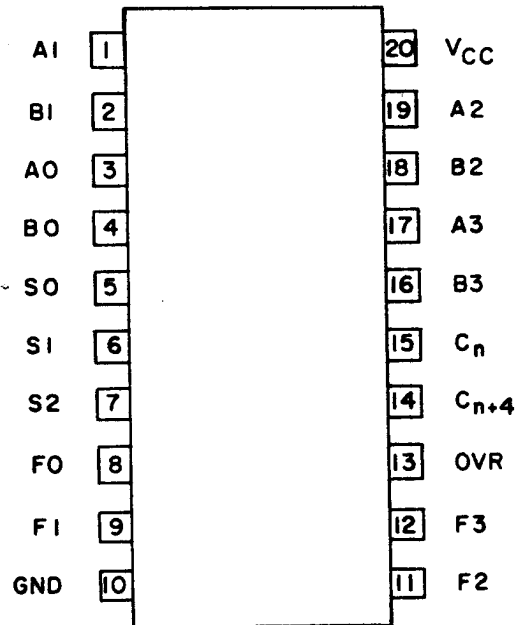 A1 1 20 VCC
B1 2 19 A2
A0 3 18 B2
B0 4 17 A3
S0 5 16 B3
S1 6 15 Cn
S2 7 14 Cn+4
F0 8 13 OVR
F1 9 12 F3
GND 10 11 F2